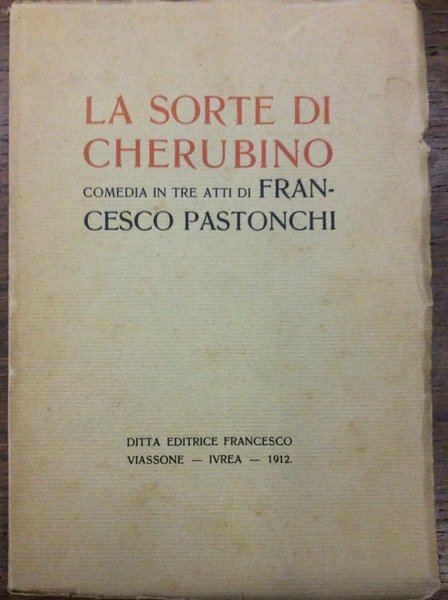 LA SORTE DI
CHERUBINO
COMEDIA IN TRE ATTI DI FRAN-
CESCO PASTONCHI
DITTA EDITRICE FRANCESCO
VIASSONE — IVREA — 1912.